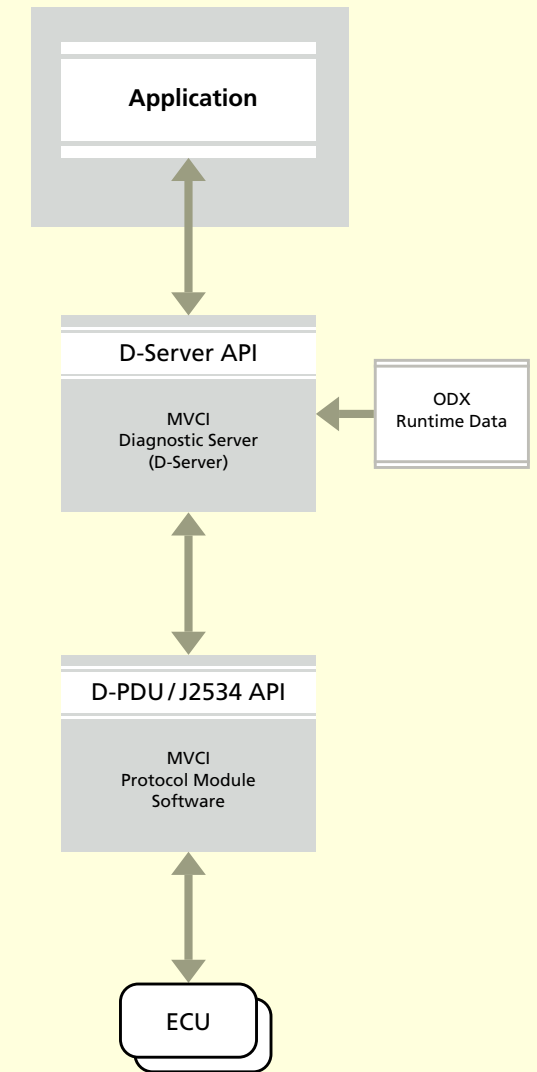 Application
D-Server API
MVCI
Diagnostic Server
(D-Server)
ODX
Runtime Data
D-PDU/J2534 API
MVCI
Protocol Module
Software
ECU